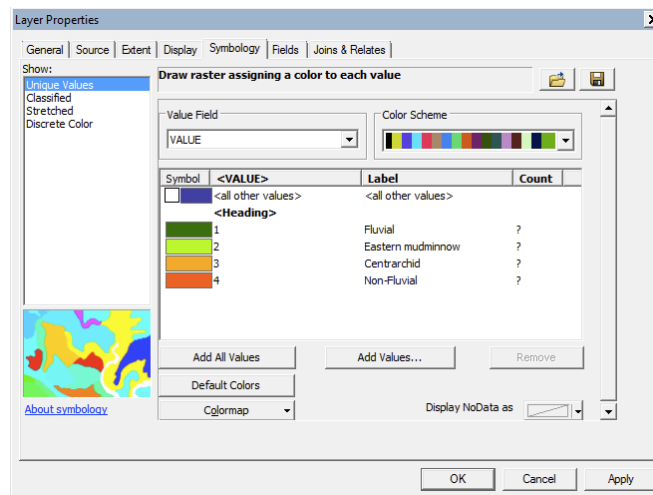 Layer Properties
General Source Extent Display Symbology Fields Joins & Relates
Show:
Unique Values
Classified
Stretched
Discrete Color
Draw raster assigning a color to each value
Value Field
VALUE
Color Scheme
Symbol <VALUE> Label Count
<all other values> <all other values>
<Heading>
1 Fluvial ?
2 Eastern mudminnow ?
3 Centrarchid ?
4 Non-Fluvial ?
Add All Values Add Values... Remove
Default Colors
Colormap Display NoData as
About symbology
OK Cancel Apply